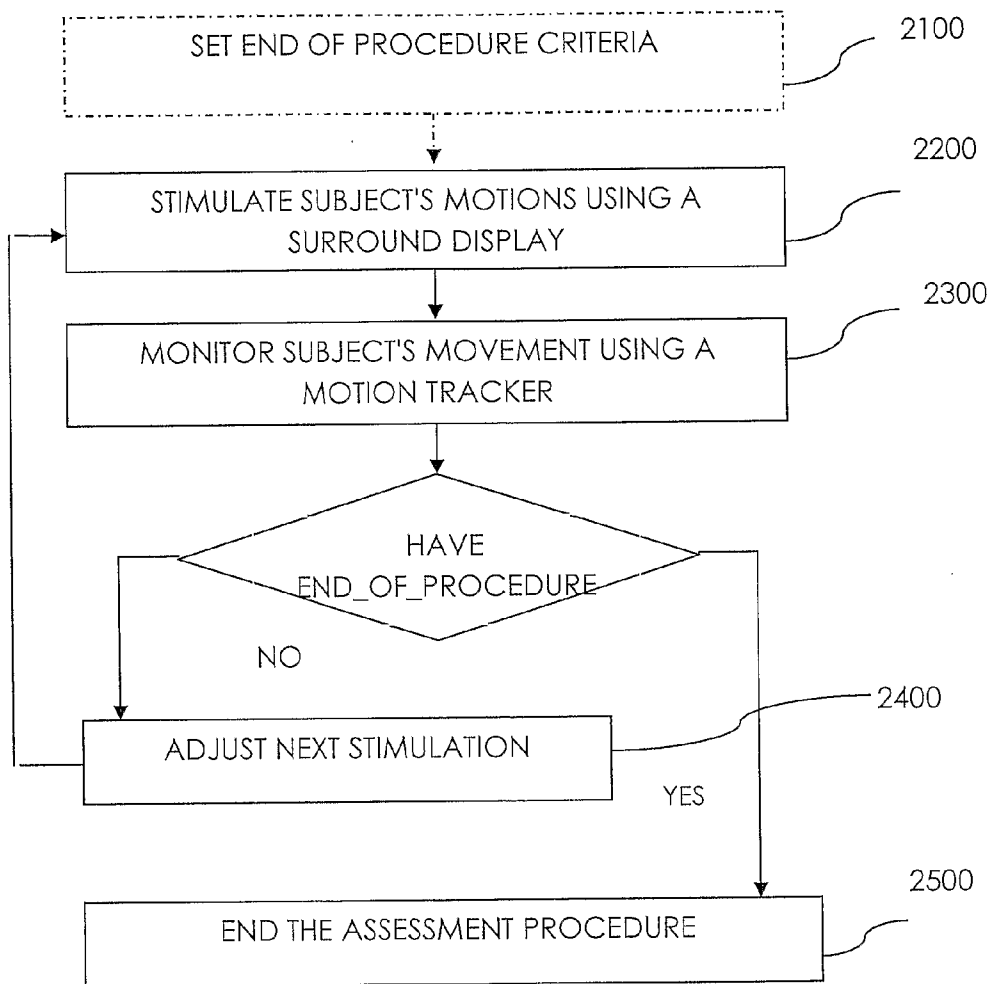 SET END OF PROCEDURE CRITERIA
2100
2200
STIMULATE SUBJECT'S MOTIONS USING A
SURROUND DISPLAY
2300
MONITOR SUBJECT'S MOVEMENT USING A
MOTION TRACKER
HAVE
END_OF_PROCEDURE
NO
2400
ADJUST NEXT STIMULATION
YES
2500
END THE ASSESSMENT PROCEDURE